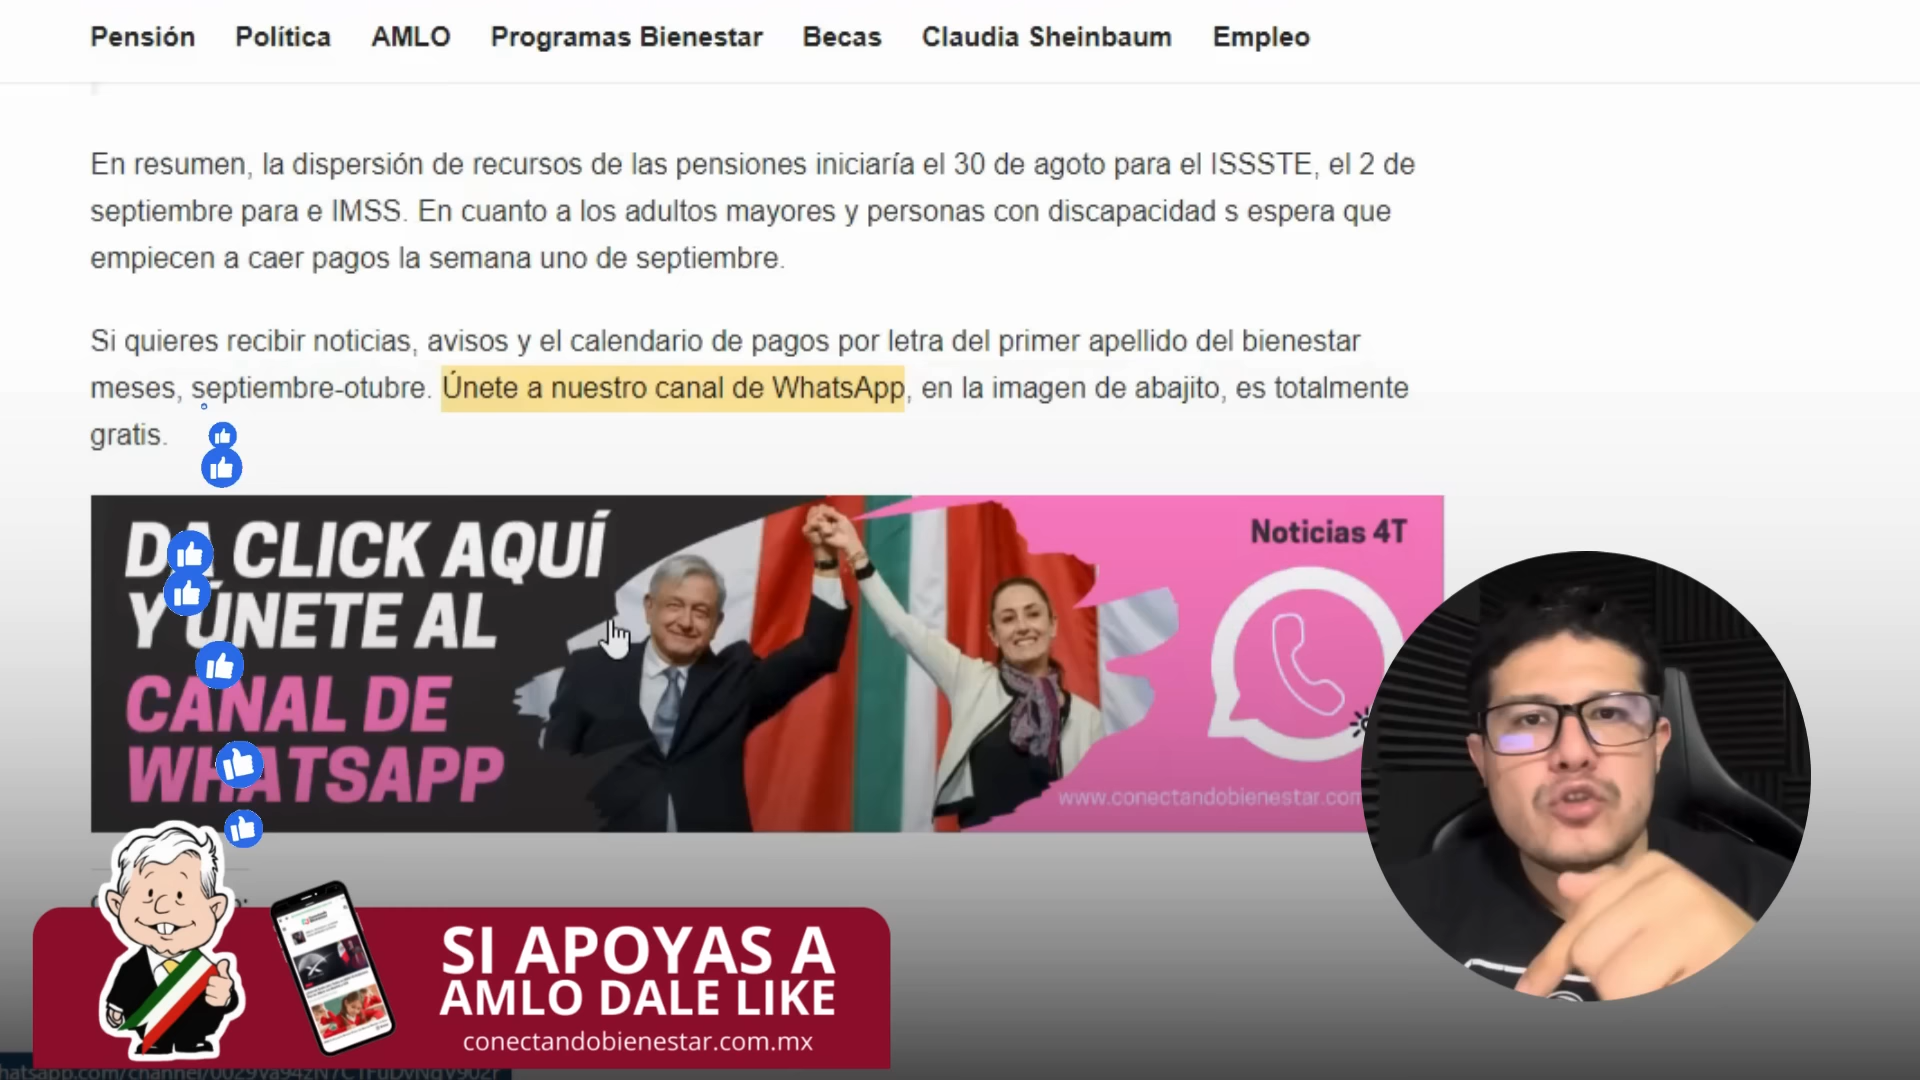 Pensión Política AMLO Programas Bienestar Becas Claudia Sheinbaum Empleo
En resumen, la dispersión de recursos de las pensiones iniciaría el 30 de agoto para el ISSSTE, el 2 de
septiembre para e IMSS. En cuanto a los adultos mayores y personas con discapacidad s espera que
empiecen a caer pagos la semana uno de septiembre.
Si quieres recibir noticias, avisos y el calendario de pagos por letra del primer apellido del bienestar
meses, septiembre-otubre. Únete a nuestro canal de WhatsApp, en la imagen de abajito, es totalmente
gratis.
DA CLICK AQUÍ
Y ÚNETE AL
CANAL DE
WHATSAPP
Noticias 4T
www.conectandobienestar.com
SI APOYAS A
AMLO DALE LIKE
conectandobienestar.com.mx